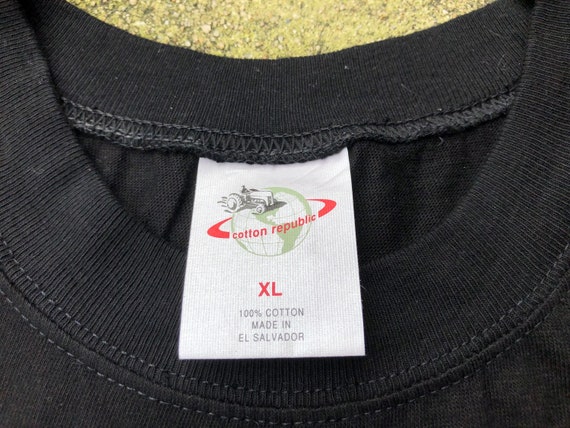 cotton republic
XL
100% COTTON
MADE IN
EL SALVADOR